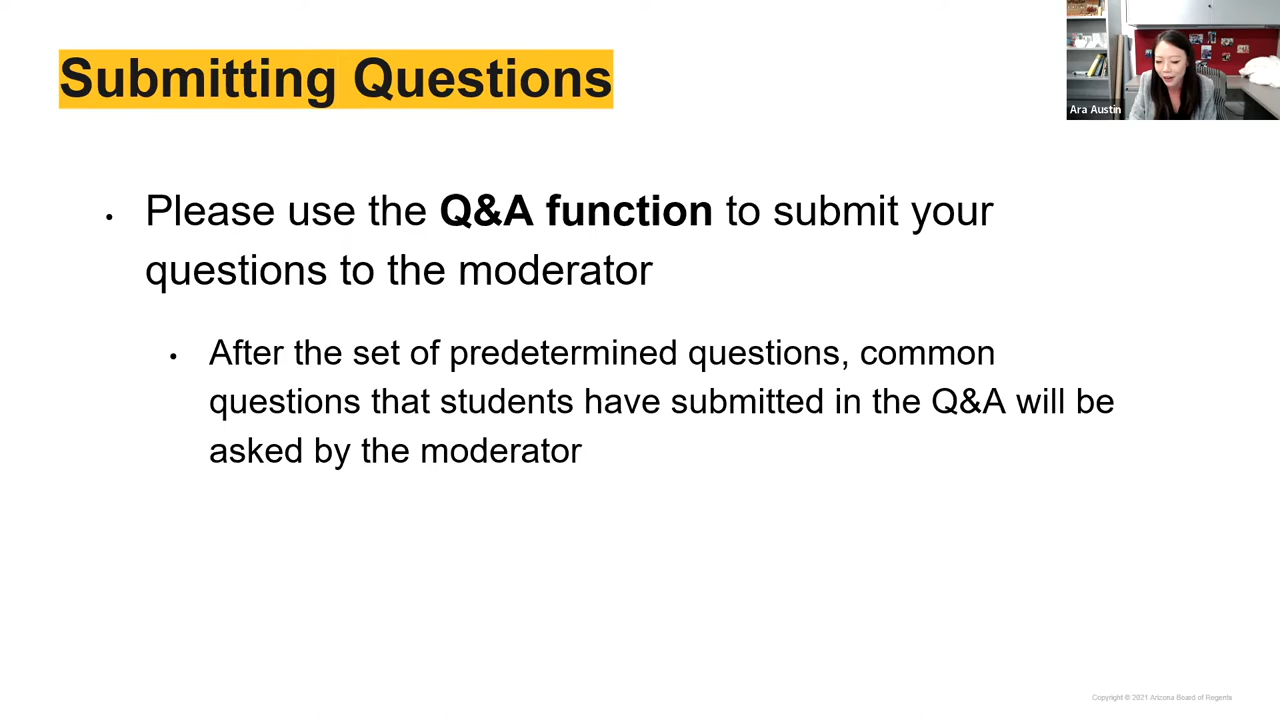 Submitting Questions
Ara Austin
• Please use the Q&A function to submit your
questions to the moderator
• After the set of predetermined questions, common
questions that students have submitted in the Q&A will be
asked by the moderator
Copyright © 2021 Arizona Board of Regents